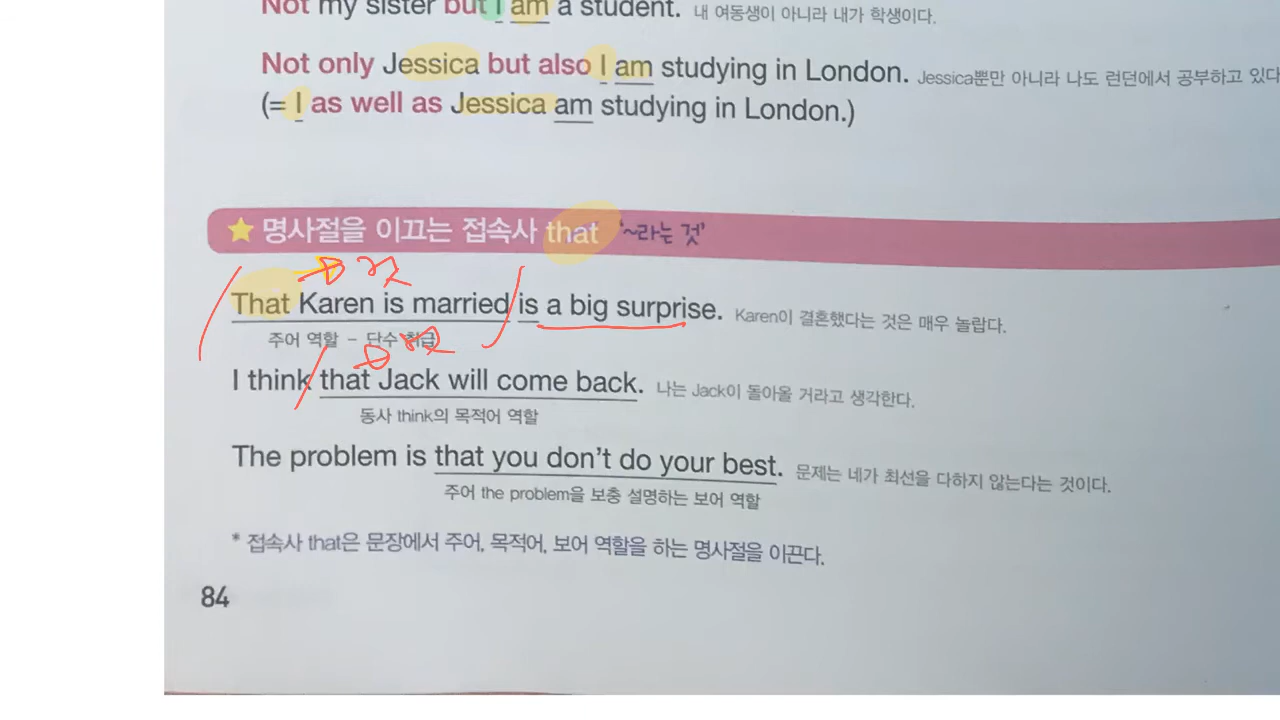 Not my sister but I am a student. 내 여동생이 아니라 내가 학생이다.
Not only Jessica but also I am studying in London. Jessica뿐만 아니라 나도 런던에서 공부하고 있다
(= I as well as Jessica am studying in London.)
★ 명사절을 이끄는 접속사 that '~라는 것'
것
That Karen is married is a big surprise. Karen이 결혼했다는 것은 매우 놀랍다.
주어 역할 – 단수 취급
것
I think that Jack will come back. 나는 Jack이 돌아올 거라고 생각한다.
동사 think의 목적어 역할
The problem is that you don't do your best. 문제는 네가 최선을 다하지 않는다는 것이다.
주어 the problem을 보충 설명하는 보어 역할
* 접속사 that은 문장에서 주어, 목적어, 보어 역할을 하는 명사절을 이끈다.
84